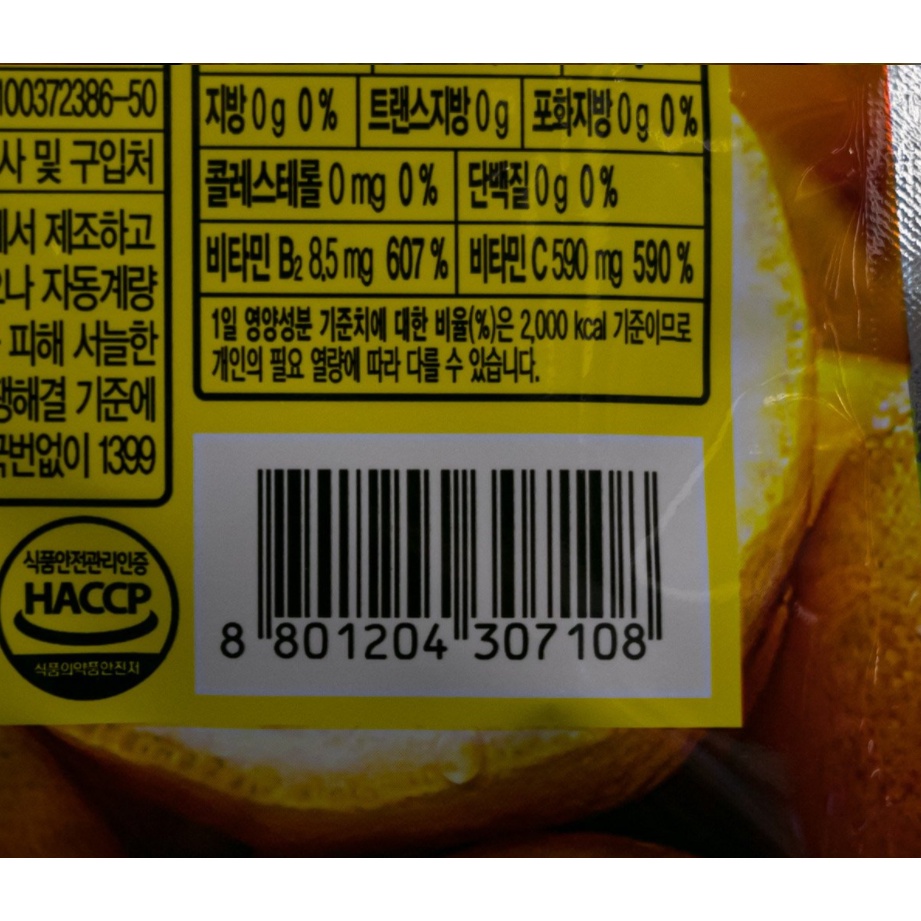 100372386-50
사 및 구입처
에서 제조하고
나 자동계량
피해 서늘한
쟁해결 기준에
국번없이 1399
지방 0 g 0 % 트랜스지방 0 g 포화지방 0 g 0 %
콜레스테롤 0 mg 0 % 단백질 0 g 0 %
비타민 B2 8.5 mg 607 % 비타민 C 590 mg 590 %
1일 영양성분 기준치에 대한 비율(%)은 2,000 kcal 기준이므로
개인의 필요 열량에 따라 다를 수 있습니다.
식품안전관리인증
HACCP
식품의약품안전처
8 801204 307108